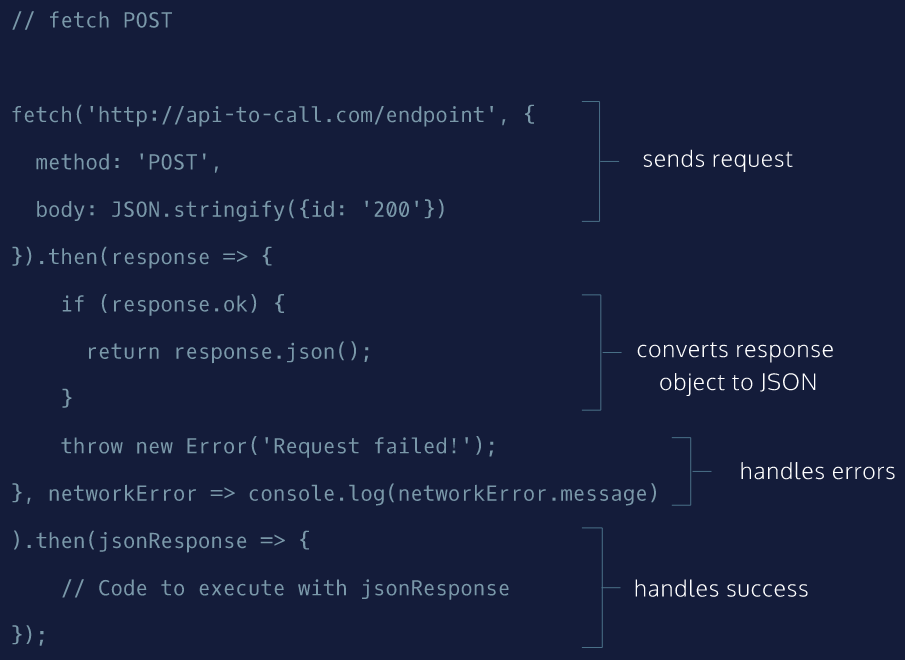 // fetch POST
fetch('http://api-to-call.com/endpoint', {
method: 'POST',
body: JSON.stringify({id: '200'})
}).then(response => {
if (response.ok) {
return response.json();
}
throw new Error('Request failed!');
}, networkError => console.log(networkError.message)
).then(jsonResponse => {
// Code to execute with jsonResponse
});
sends request
converts response
object to JSON
handles errors
handles success